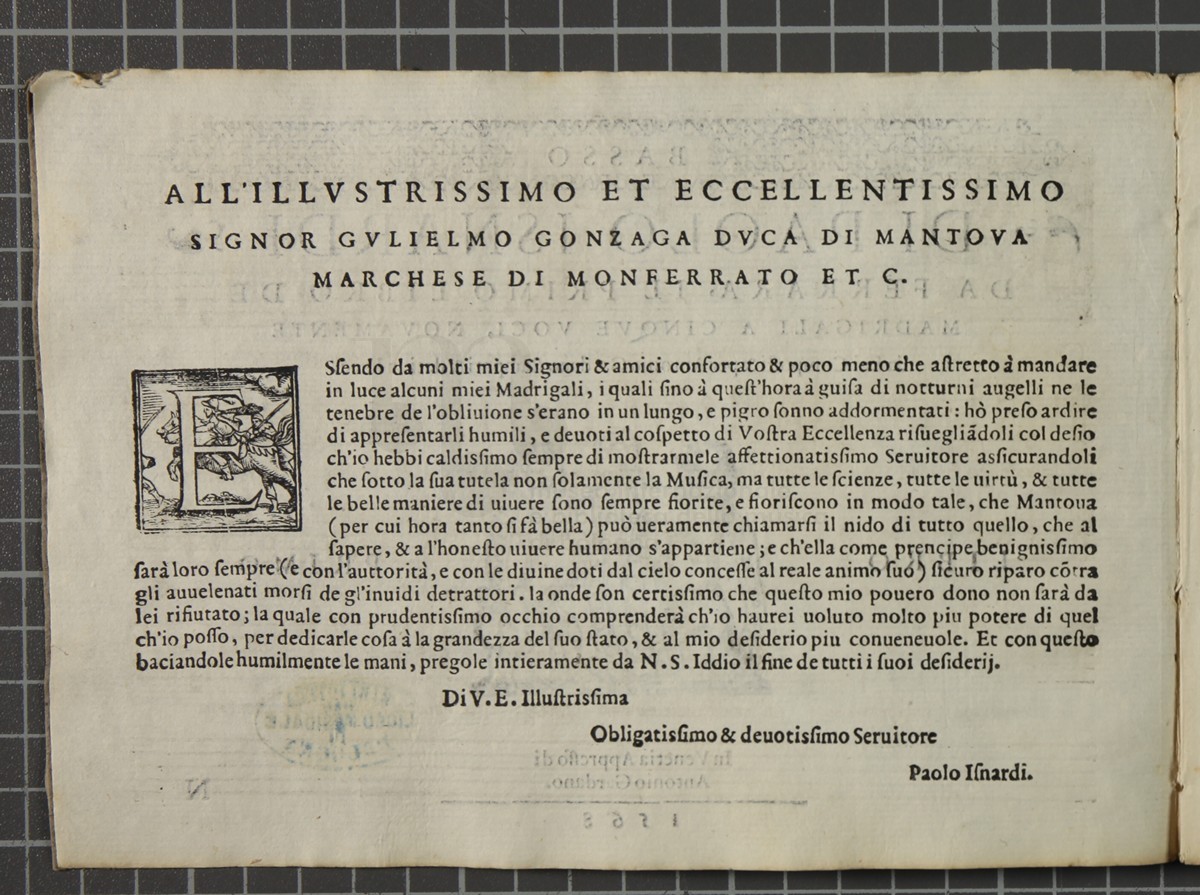 ALL'ILLVSTRISSIMO ET ECCELLENTISSIMO
SIGNOR GVLIELMO GONZAGA DVCA DI MANTOVA
MARCHESE DI MONFERRATO ET C.
ESſendo da molti miei Signori & amici confortato & poco meno che aſtretto à mandare
in luce alcuni miei Madrigali, i quali ſino à queſt'hora à guiſa di notturni augelli ne le
tenebre de l'obliuione s'erano in un lungo, e pigro ſonno addormentati : hò preſo ardire
di appreſentarli humili, e deuoti al coſpetto di Voſtra Eccellenza riſuegliãdoli col deſio
ch'io hebbi caldiſsimo ſempre di moſtrarmele affettionatiſsimo Seruitore aſsicurandoli
che ſotto la ſua tutela non ſolamente la Muſica, ma tutte le ſcienze, tutte le uirtù, & tutte
le belle maniere di uiuere ſono ſempre fiorite, e fioriſcono in modo tale, che Mantoua
(per cui hora tanto ſi fà bella) può ueramente chiamarſi il nido di tutto quello, che al
ſapere, & a l'honeſto uiuere humano s'appartiene ; e ch'ella come prencipe benigniſsimo
ſarà loro ſempre (e con l'auttorità, e con le diuine doti dal cielo conceſſe al reale animo ſuo) ſicuro riparo cõtra
gli auuelenati morſi de gl'inuidi detrattori. la onde ſon certiſsimo che queſto mio pouero dono non ſarà da
lei rifiutato ; la quale con prudentiſsimo occhio comprenderà ch'io haurei uoluto molto piu potere di quel
ch'io poſſo, per dedicarle coſa à la grandezza del ſuo ſtato, & al mio deſiderio piu conueneuole. Et con queſto
baciandole humilmente le mani, pregole intieramente da N. S. Iddio il fine de tutti i ſuoi deſiderij.
Di V. E. Illuſtriſsima
Obligatiſsimo & deuotiſsimo Seruitore
Paolo Iſnardi.